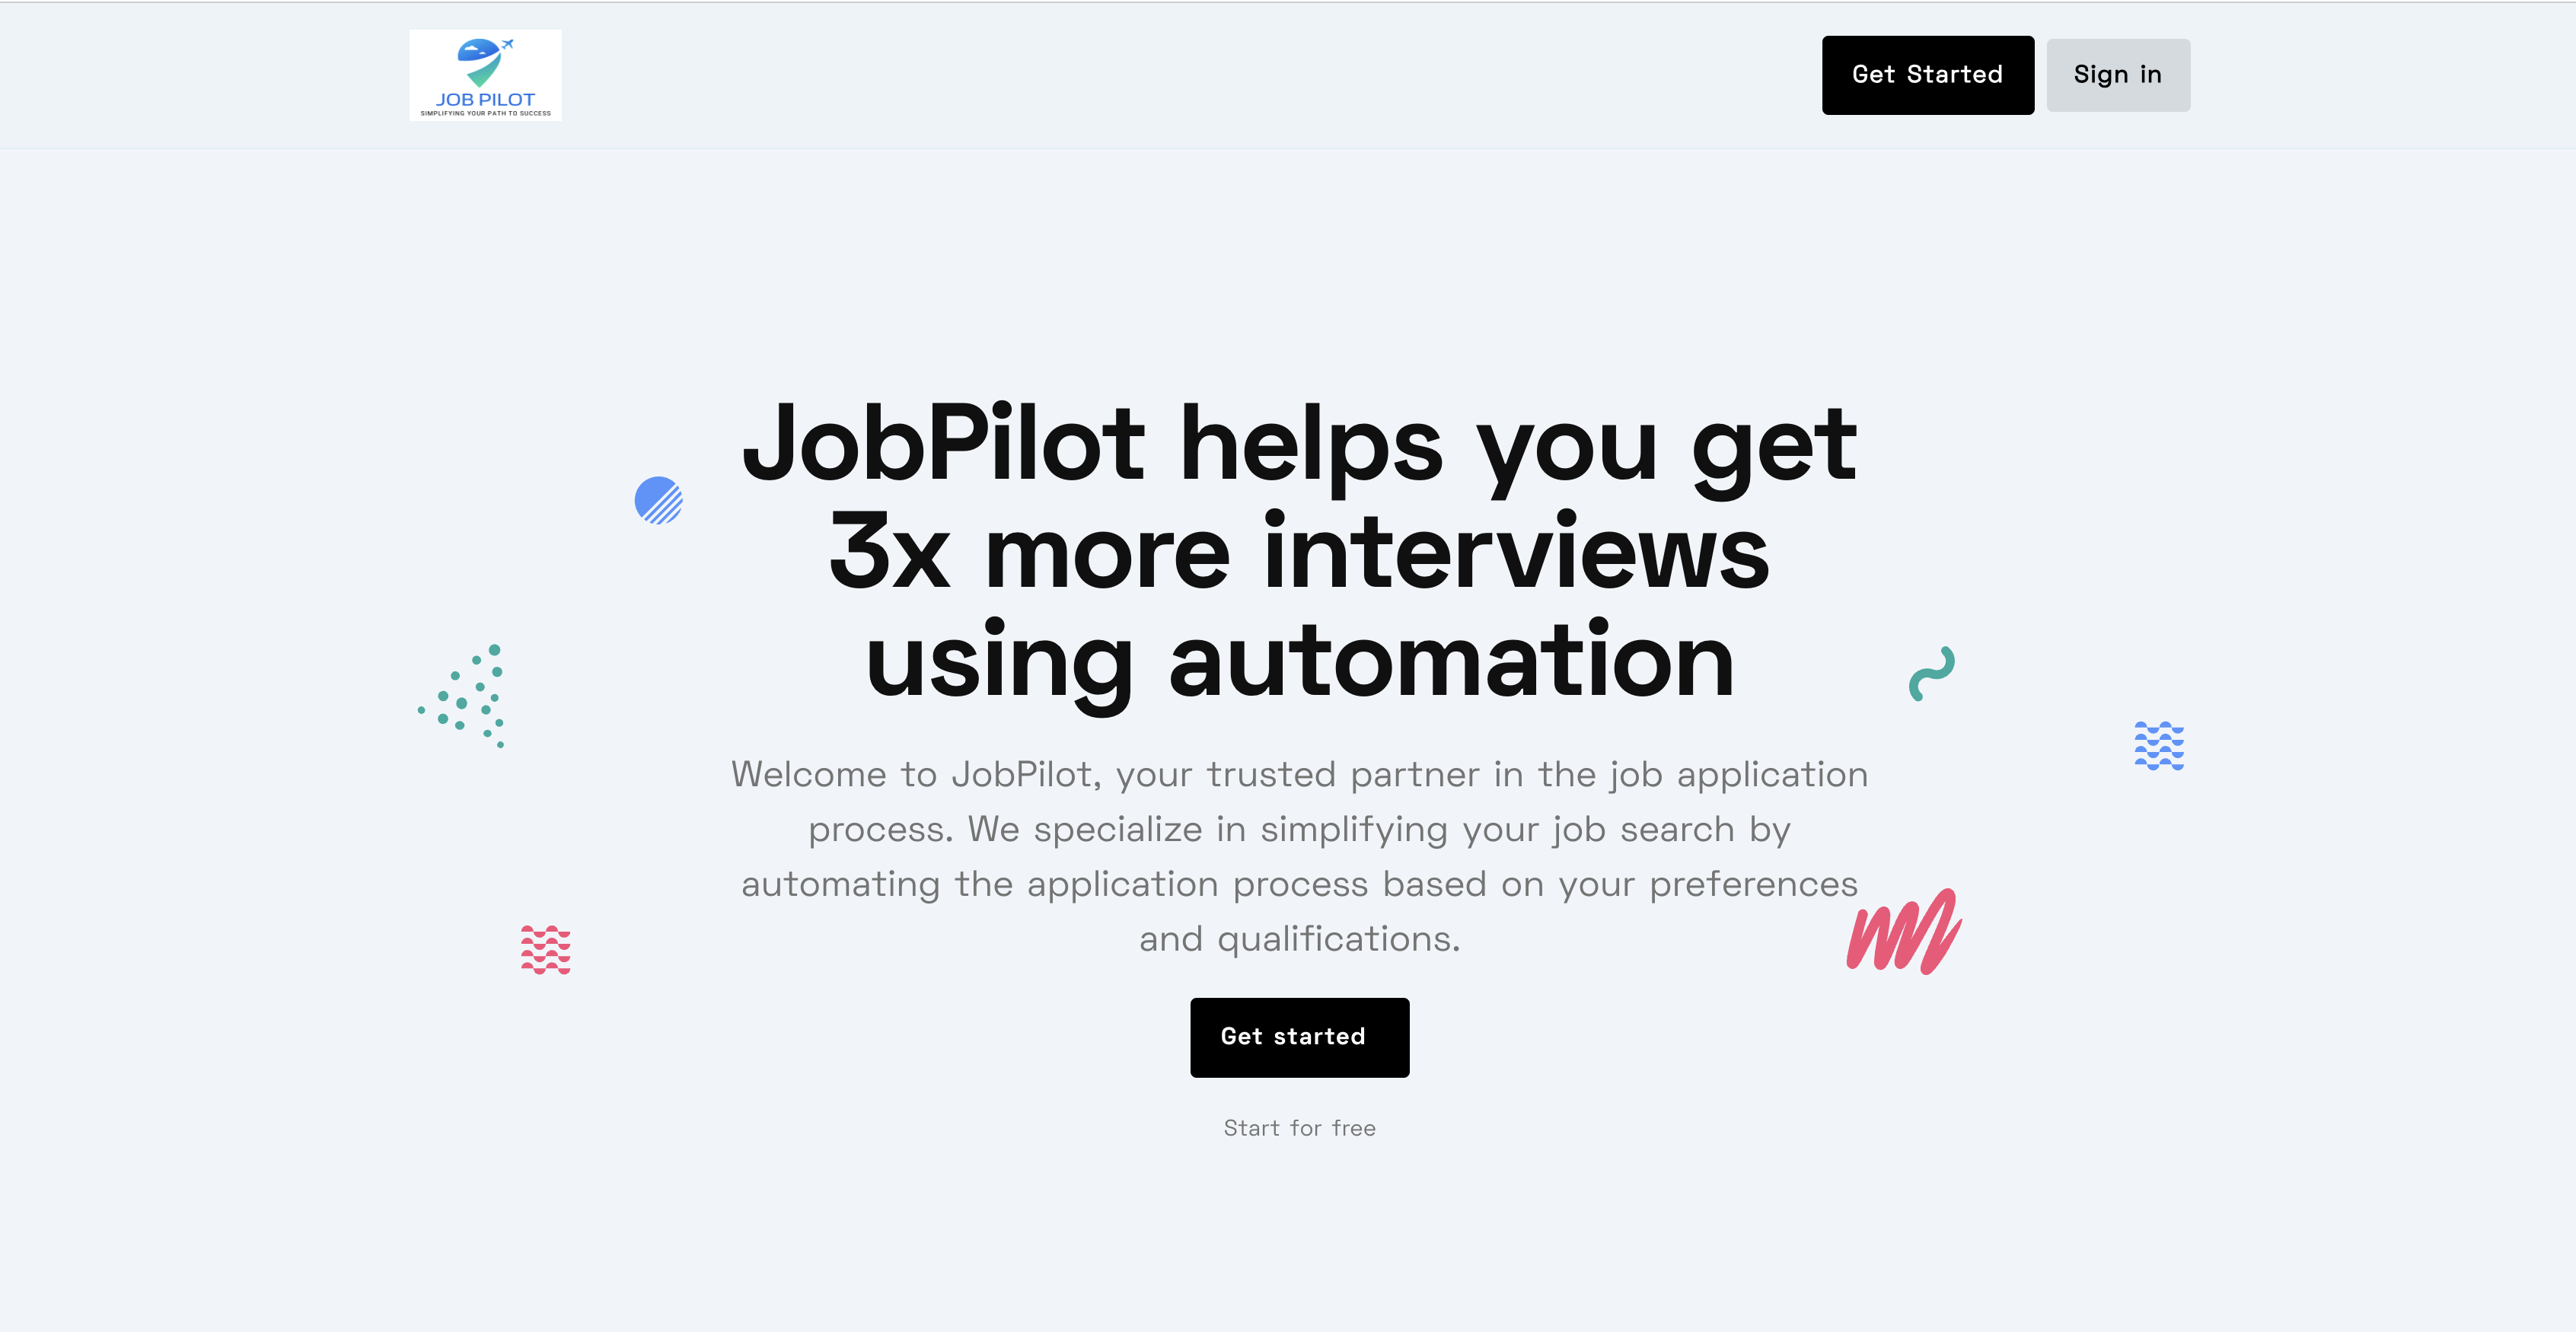 JOB PILOT
SIMPLIFYING YOUR PATH TO SUCCESS
Get Started
Sign in
JobPilot helps you get
3x more interviews
using automation
Welcome to JobPilot, your trusted partner in the job application
process. We specialize in simplifying your job search by
automating the application process based on your preferences
and qualifications.
Get started
Start for free